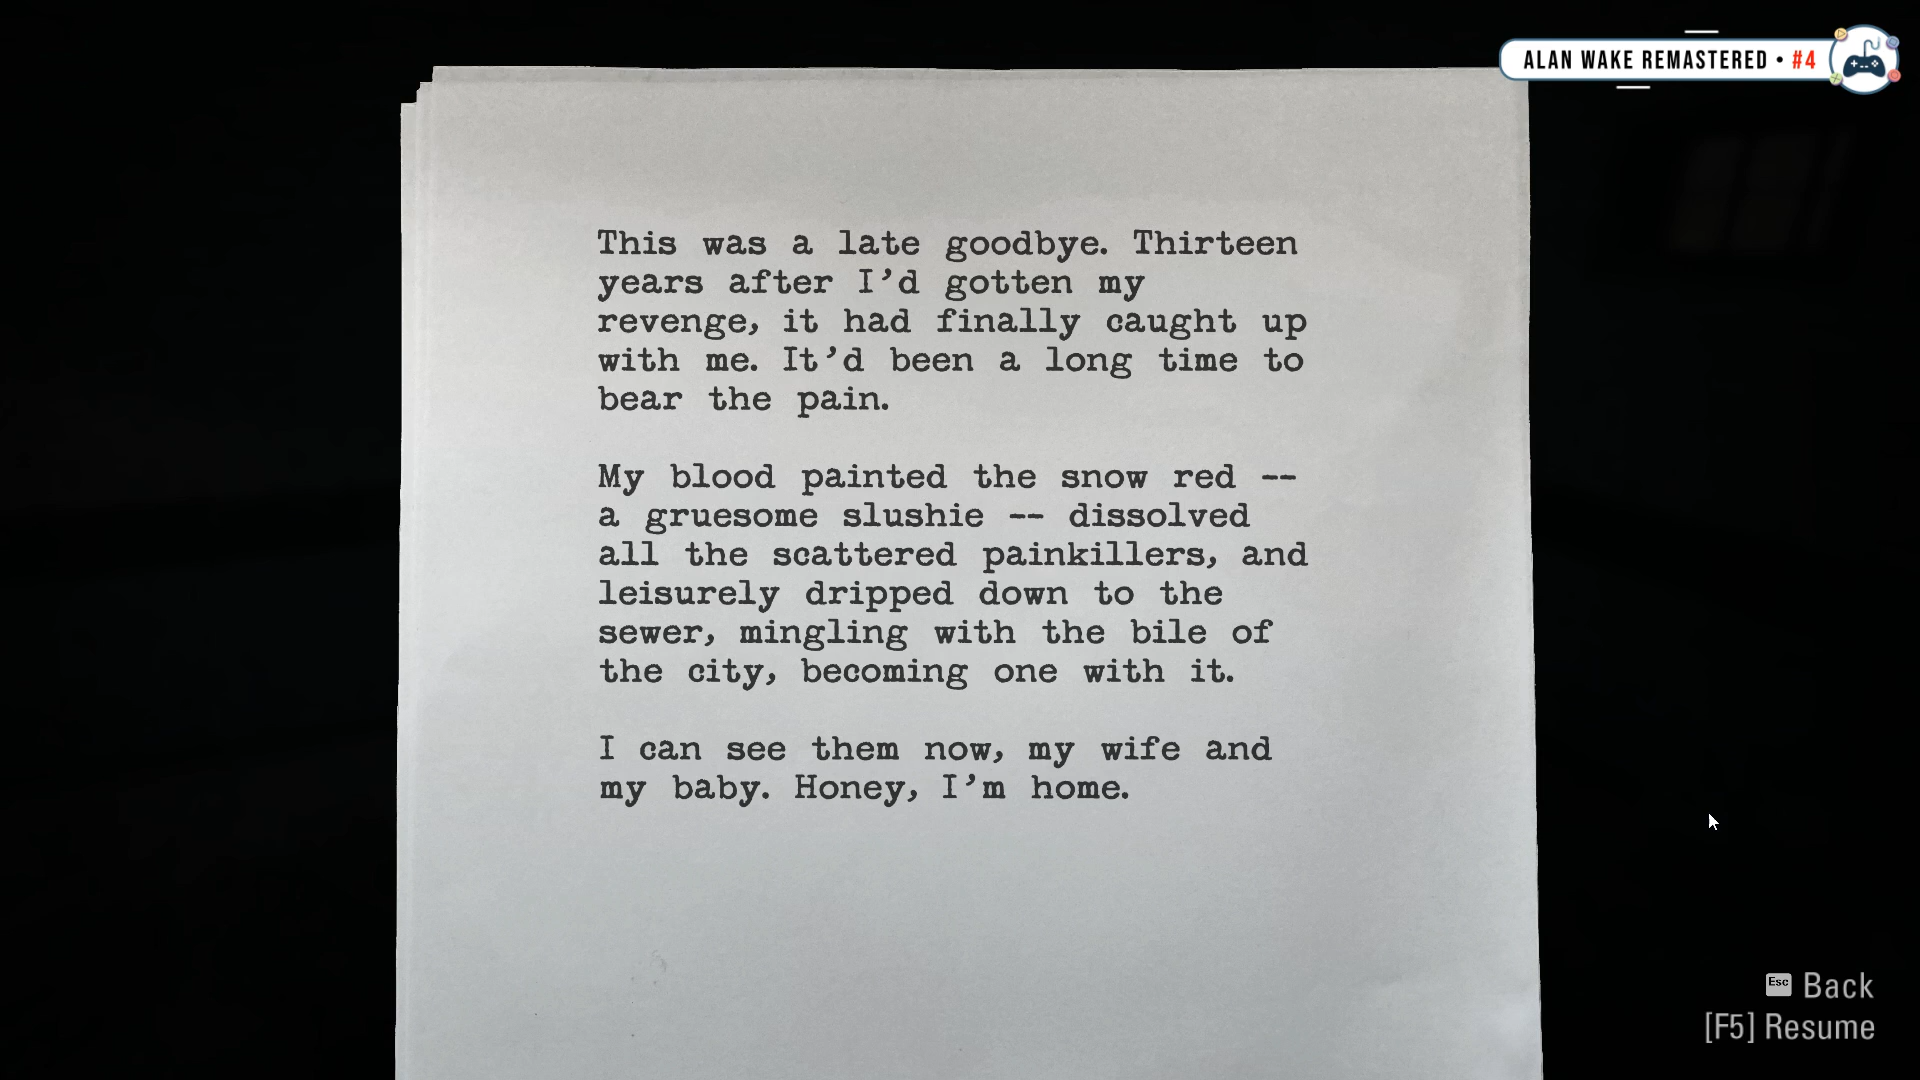 ALAN WAKE REMASTERED • #4
This was a late goodbye. Thirteen
years after I’d gotten my
revenge, it had finally caught up
with me. It’d been a long time to
bear the pain.
My blood painted the snow red --
a gruesome slushie -- dissolved
all the scattered painkillers, and
leisurely dripped down to the
sewer, mingling with the bile of
the city, becoming one with it.
I can see them now, my wife and
my baby. Honey, I’m home.
Esc Back
[F5] Resume